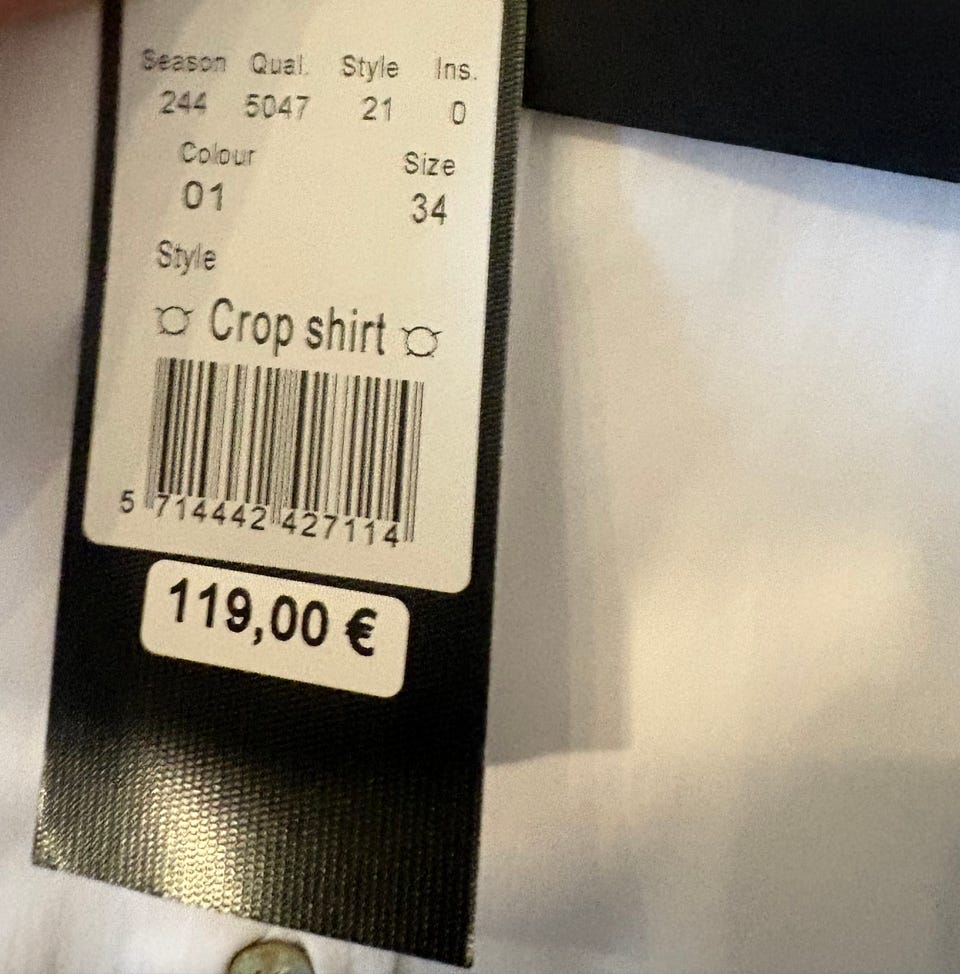 Season Qual. Style Ins.
244 5047 21 0
Colour Size
01 34
Style
¤ Crop shirt ¤
5 714442 427114
119,00 €